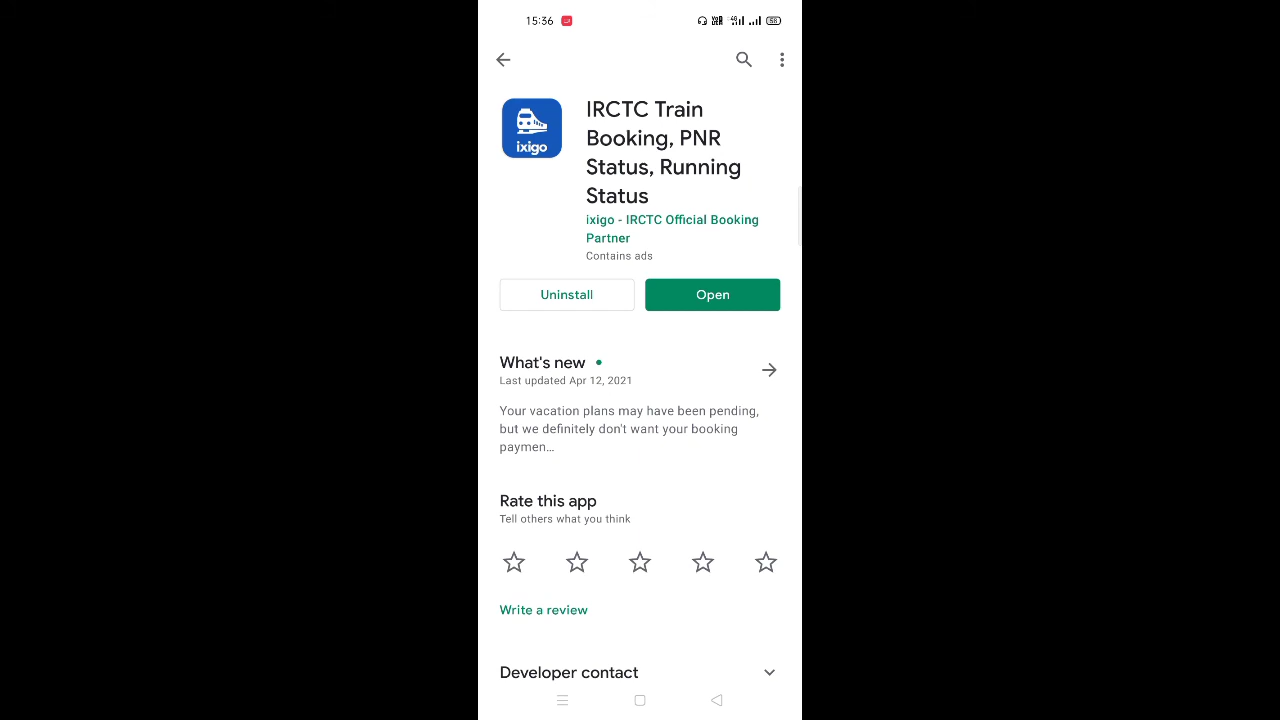 15:36
56
ixigo
IRCTC Train
Booking, PNR
Status, Running
Status
ixigo - IRCTC Official Booking
Partner
Contains ads
Uninstall
Open
What's new
Last updated Apr 12, 2021
Your vacation plans may have been pending,
but we definitely don't want your booking
paymen…
Rate this app
Tell others what you think
Write a review
Developer contact